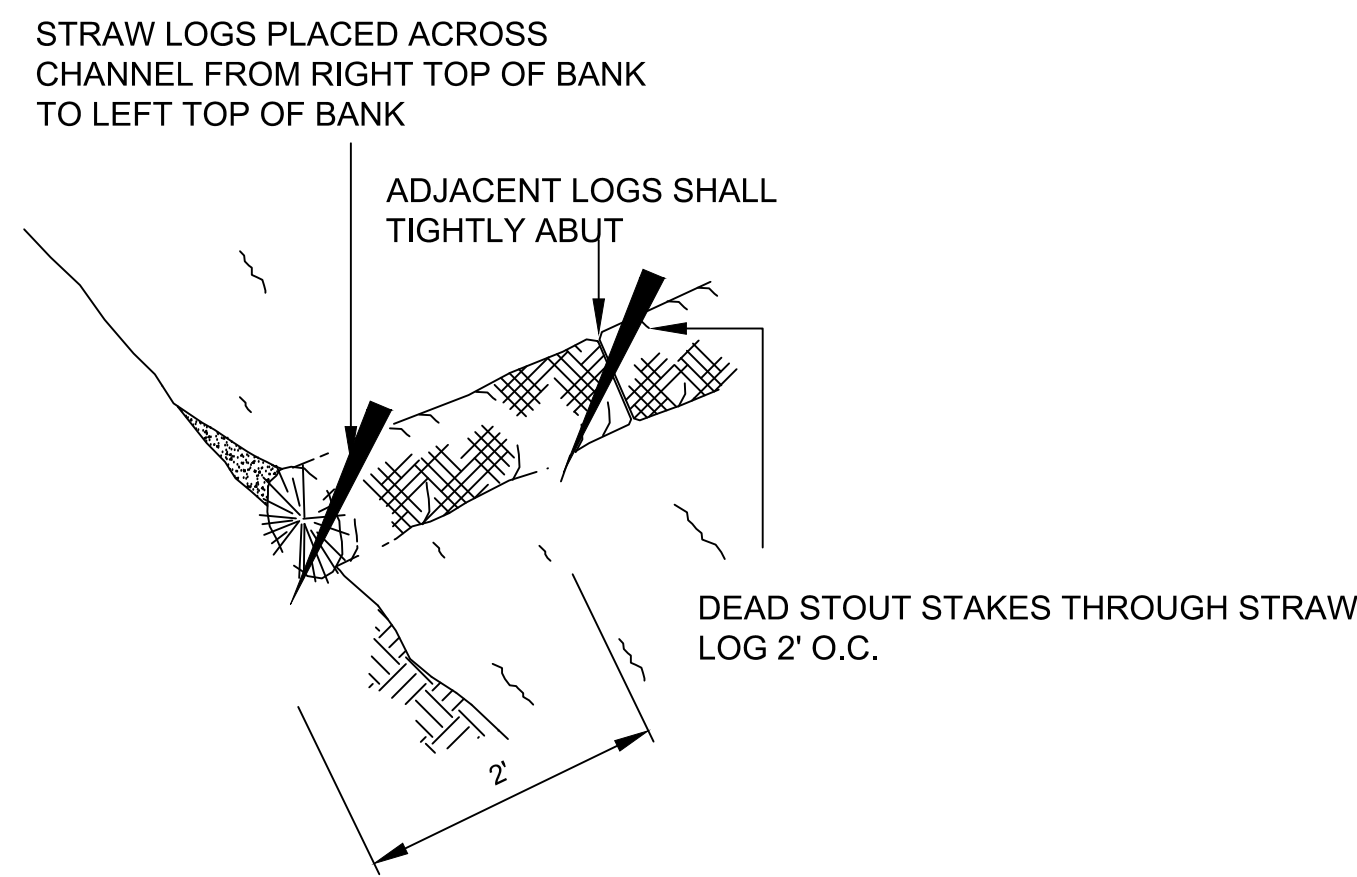 STRAW LOGS PLACED ACROSS
CHANNEL FROM RIGHT TOP OF BANK
TO LEFT TOP OF BANK
ADJACENT LOGS SHALL
TIGHTLY ABUT
DEAD STOUT STAKES THROUGH STRAW
LOG 2' O.C.
2'